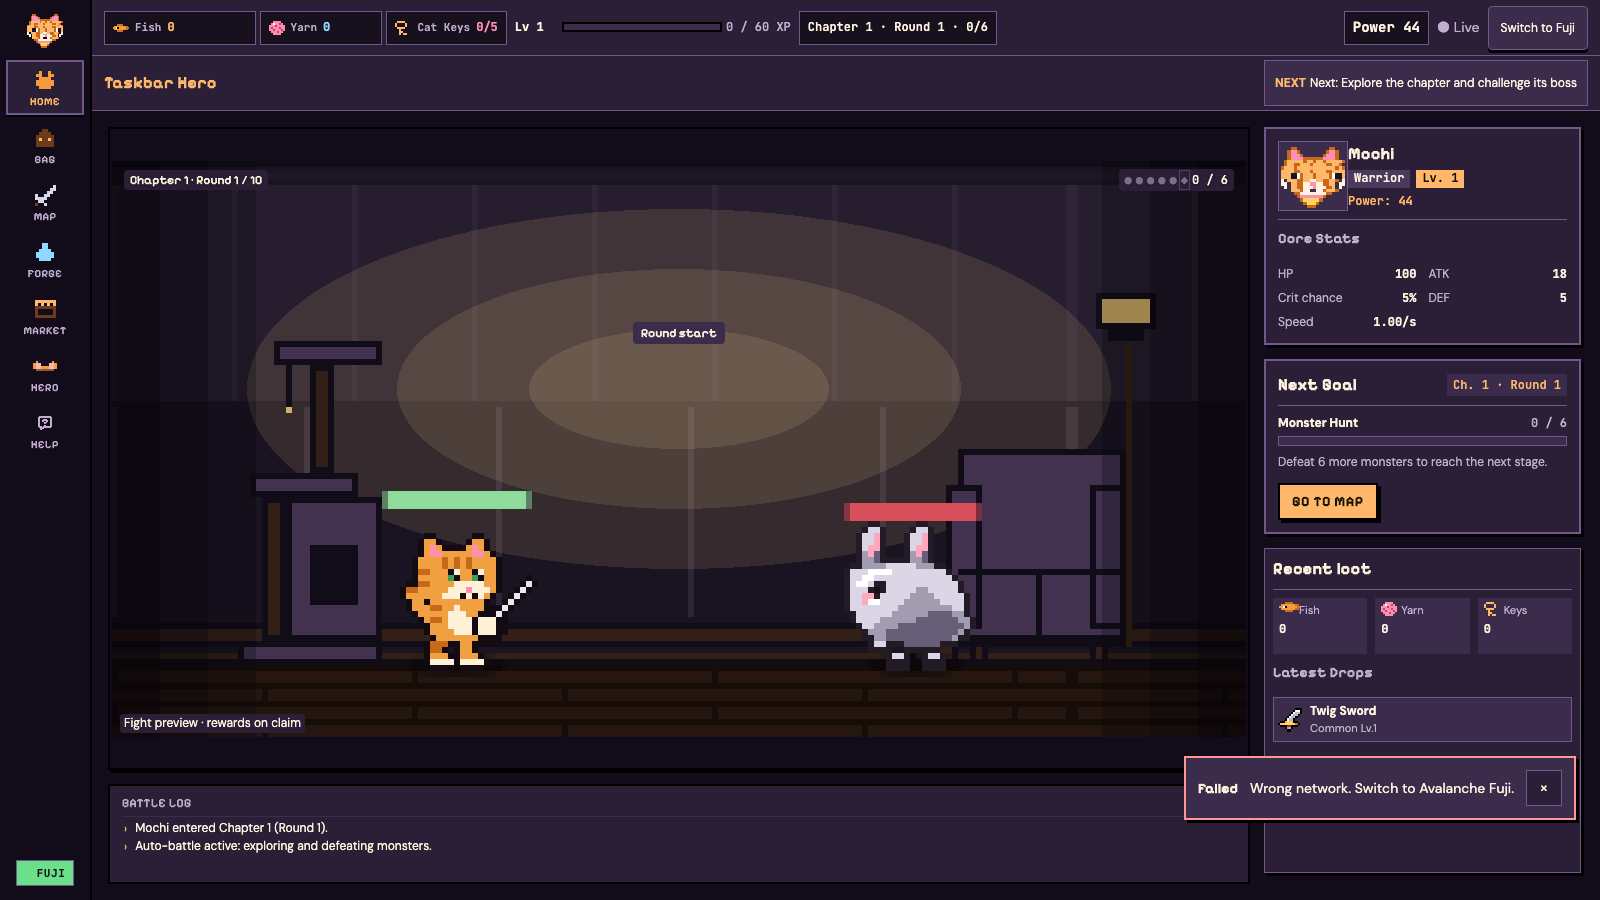 Fish 0
Yarn 0
Cat Keys 0/5
Lv 1
0 / 60 XP
Chapter 1 · Round 1 · 0/6
Power 44
Live
Switch to Fuji
HOME
BAG
MAP
FORGE
MARKET
HERO
HELP
FUJI
Taskbar Hero
NEXT Next: Explore the chapter and challenge its boss
Chapter 1 · Round 1 / 10
0 / 6
Round start
Fight preview · rewards on claim
BATTLE LOG
› Mochi entered Chapter 1 (Round 1).
› Auto-battle active: exploring and defeating monsters.
Mochi
Warrior Lv. 1
Power: 44
Core Stats
HP 100 ATK 18
Crit chance 5% DEF 5
Speed 1.00/s
Next Goal Ch. 1 · Round 1
Monster Hunt 0 / 6
Defeat 6 more monsters to reach the next stage.
GO TO MAP
Recent loot
Fish Yarn Keys
0 0 0
Latest Drops
Twig Sword
Common Lv.1
Failed Wrong network. Switch to Avalanche Fuji. ×